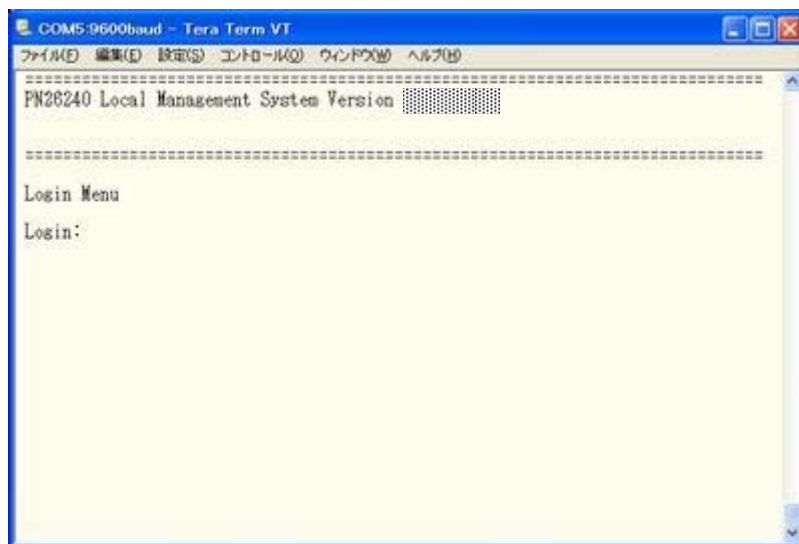 COM5:9600baud - Tera Term VT
ファイル(F) 編集(E) 設定(S) コントロール(O) ウィンドウ(W) ヘルプ(H)
==============================================================================
PN26240 Local Management System Version
==============================================================================
Login Menu
Login: